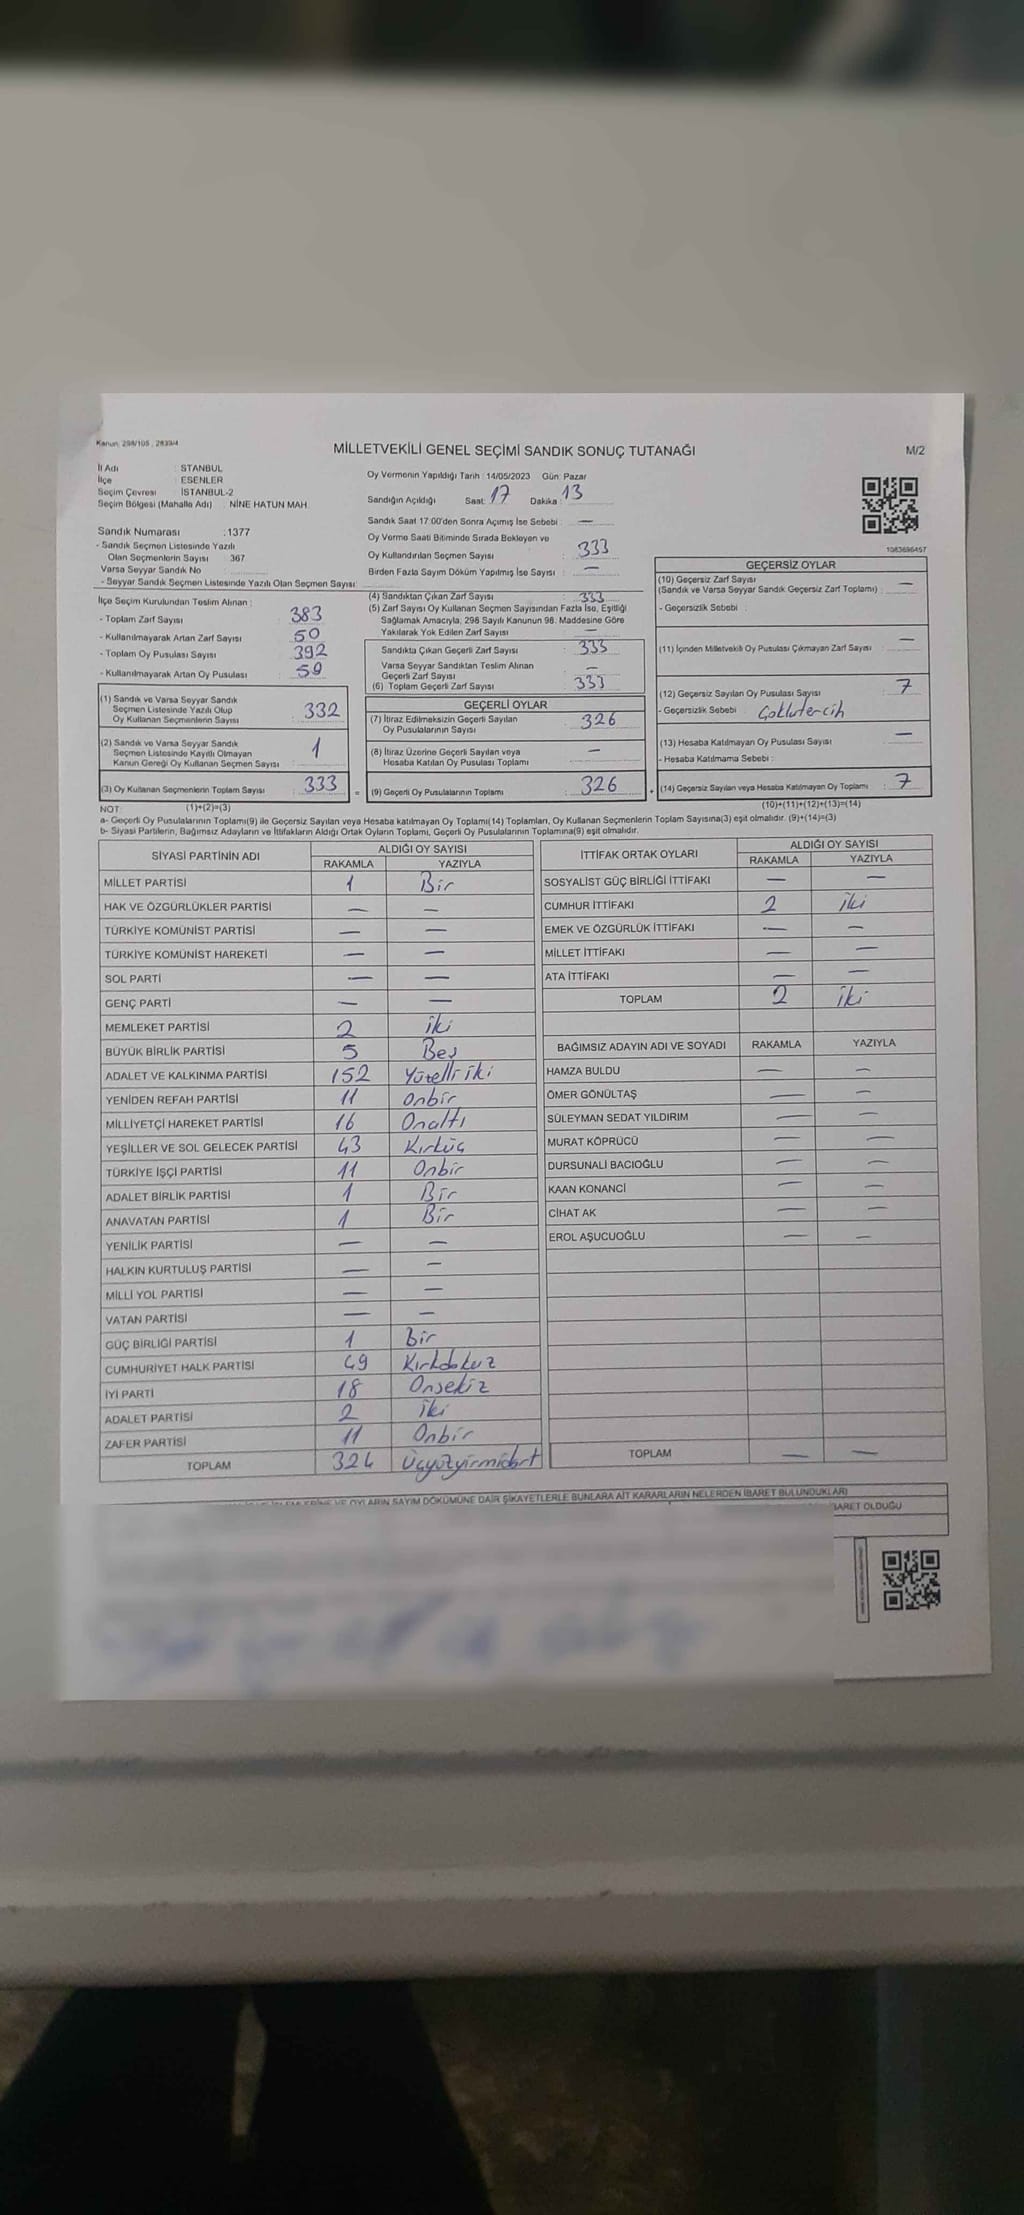 Kanun: 298/105, 2839/4
MİLLETVEKİLİ GENEL SEÇİMİ SANDIK SONUÇ TUTANAĞI
M/2
İl Adı : STANBUL
İlçe : ESENLER
Seçim Çevresi : İSTANBUL-2
Seçim Bölgesi (Mahalle Adı) : NİNE HATUN MAH.
Oy Vermenin Yapıldığı Tarih : 14/05/2023 Gün: Pazar
Sandığın Açıldığı Saat: 17 Dakika: 13
Sandık Saat 17:00'den Sonra Açımış İse Sebebi : —
Oy Verme Saati Bitiminde Sırada Bekleyen ve
Oy Kullandırılan Seçmen Sayısı : 333
Birden Fazla Sayım Döküm Yapılmış İse Sayısı : —
Sandık Numarası : 1377
- Sandık Seçmen Listesinde Yazılı
Olan Seçmenlerin Sayısı : 367
Varsa Seyyar Sandık No
- Seyyar Sandık Seçmen Listesinde Yazılı Olan Seçmen Sayısı:
1083696457
İlçe Seçim Kurulundan Teslim Alınan :
- Toplam Zarf Sayısı 383
- Kullanılmayarak Artan Zarf Sayısı 50
- Toplam Oy Pusulası Sayısı 392
- Kullanılmayarak Artan Oy Pusulası 59
(1) Sandık ve Varsa Seyyar Sandık
Seçmen Listesinde Yazılı Olup
Oy Kullanan Seçmenlerin Sayısı 332
(2) Sandık ve Varsa Seyyar Sandık
Seçmen Listesinde Kayıtlı Olmayan
Kanun Gereği Oy Kullanan Seçmen Sayısı 1
(3) Oy Kullanan Seçmenlerin Toplam Sayısı : 333
(4) Sandıktan Çıkan Zarf Sayısı : 333
(5) Zarf Sayısı Oy Kullanan Seçmen Sayısından Fazla İse, Eşitliği
Sağlamak Amacıyla, 298 Sayılı Kanunun 98. Maddesine Göre
Yakılarak Yok Edilen Zarf Sayısı : —
Sandıkta Çıkan Geçerli Zarf Sayısı : 333
Varsa Seyyar Sandıktan Teslim Alınan
Geçerli Zarf Sayısı : —
(6) Toplam Geçerli Zarf Sayısı : 333
GEÇERLİ OYLAR
(7) İtiraz Edilmeksizin Geçerli Sayılan
Oy Pusulalarının Sayısı : 326
(8) İtiraz Üzerine Geçerli Sayılan veya
Hesaba Katılan Oy Pusulası Toplamı : —
= (9) Geçerli Oy Pusulalarının Toplamı : 326
GEÇERSİZ OYLAR
(10) Geçersiz Zarf Sayısı
(Sandık ve Varsa Seyyar Sandık Geçersiz Zarf Toplamı) : —
- Geçersizlik Sebebi :
(11) İçinden Milletvekili Oy Pusulası Çıkmayan Zarf Sayısı : —
(12) Geçersiz Sayılan Oy Pusulası Sayısı : 7
- Geçersizlik Sebebi : Çoklutercih
(13) Hesaba Katılmayan Oy Pusulası Sayısı : —
- Hesaba Katılmama Sebebi :
+ (14) Geçersiz Sayılan veya Hesaba Katılmayan Oy Toplamı : 7
NOT: (1)+(2)=(3)
(10)+(11)+(12)+(13)=(14)
a- Geçerli Oy Pusulalarının Toplamı(9) ile Geçersiz Sayılan veya Hesaba katılmayan Oy Toplamı(14) Toplamları, Oy Kullanan Seçmenlerin Toplam Sayısına(3) eşit olmalıdır. (9)+(14)=(3)
b- Siyasi Partilerin, Bağımsız Adayların ve İttifakların Aldığı Ortak Oyların Toplamı, Geçerli Oy Pusulalarının Toplamına(9) eşit olmalıdır.
SİYASİ PARTİNİN ADI
ALDIĞI OY SAYISI
RAKAMLA YAZIYLA
MİLLET PARTİSİ 1 Bir
HAK VE ÖZGÜRLÜKLER PARTİSİ — —
TÜRKİYE KOMÜNİST PARTİSİ — —
TÜRKİYE KOMÜNİST HAREKETİ — —
SOL PARTİ — —
GENÇ PARTİ — —
MEMLEKET PARTİSİ 2 iki
BÜYÜK BİRLİK PARTİSİ 5 Beş
ADALET VE KALKINMA PARTİSİ 152 Yüzelli iki
YENİDEN REFAH PARTİSİ 11 Onbir
MİLLİYETÇİ HAREKET PARTİSİ 16 Onaltı
YEŞİLLER VE SOL GELECEK PARTİSİ 43 Kırküç
TÜRKİYE İŞÇİ PARTİSİ 11 Onbir
ADALET BİRLİK PARTİSİ 1 Bir
ANAVATAN PARTİSİ 1 Bir
YENİLİK PARTİSİ — —
HALKIN KURTULUŞ PARTİSİ — —
MİLLİ YOL PARTİSİ — —
VATAN PARTİSİ — —
GÜÇ BİRLİĞİ PARTİSİ 1 Bir
CUMHURİYET HALK PARTİSİ 49 Kırkdokuz
İYİ PARTİ 18 Onsekiz
ADALET PARTİSİ 2 İki
ZAFER PARTİSİ 11 Onbir
TOPLAM 324 Üçyüzyirmidört
İTTİFAK ORTAK OYLARI
ALDIĞI OY SAYISI
RAKAMLA YAZIYLA
SOSYALİST GÜÇ BİRLİĞİ İTTİFAKI — —
CUMHUR İTTİFAKI 2 iki
EMEK VE ÖZGÜRLÜK İTTİFAKI — —
MİLLET İTTİFAKI — —
ATA İTTİFAKI — —
TOPLAM 2 iki
BAĞIMSIZ ADAYIN ADI VE SOYADI RAKAMLA YAZIYLA
HAMZA BULDU — —
ÖMER GÖNÜLTAŞ — —
SÜLEYMAN SEDAT YILDIRIM — —
MURAT KÖPRÜCÜ — —
DURSUNALİ BACIOĞLU — —
KAAN KONANCİ — —
CİHAT AK — —
EROL AŞUCUOĞLU — —
TOPLAM — —
VE OYLARIN SAYIM DÖKÜMÜNE DAİR ŞİKAYETLERLE BUNLARA AİT KARARLARIN NELERDEN İBARET BULUNDUKLARI
İBARET OLDUĞU